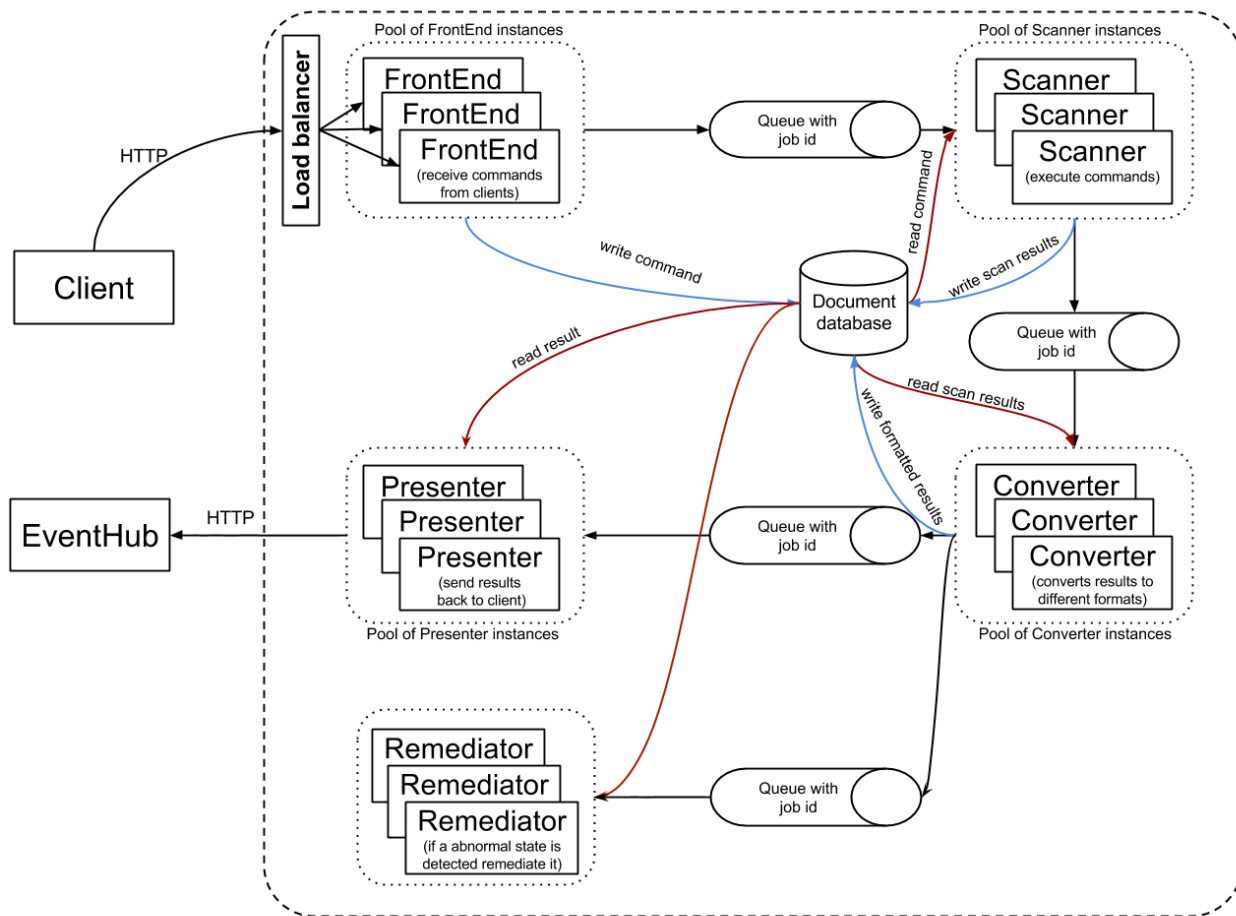 Pool of FrontEnd instances
Pool of Scanner instances
Load balancer
FrontEnd
FrontEnd
FrontEnd
(receive commands
from clients)
Queue with
job id
Scanner
Scanner
Scanner
(execute commands)
HTTP
Client
write command
read command
write scan results
Document
database
Queue with
job id
read result
read scan results
write formatted results
Presenter
Presenter
Presenter
(send results
back to client)
Pool of Presenter instances
HTTP
EventHub
Queue with
job id
Converter
Converter
Converter
(converts results to
different formats)
Pool of Converter instances
Remediator
Remediator
Remediator
(if a abnormal state is
detected remediate it)
Queue with
job id